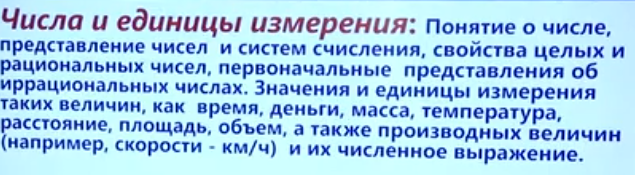 Числа и единицы измерения: Понятие о числе,
представление чисел и систем счисления, свойства целых и
рациональных чисел, первоначальные представления об
иррациональных числах. Значения и единицы измерения
таких величин, как время, деньги, масса, температура,
расстояние, площадь, объем, а также производных величин
(например, скорости - км/ч) и их численное выражение.